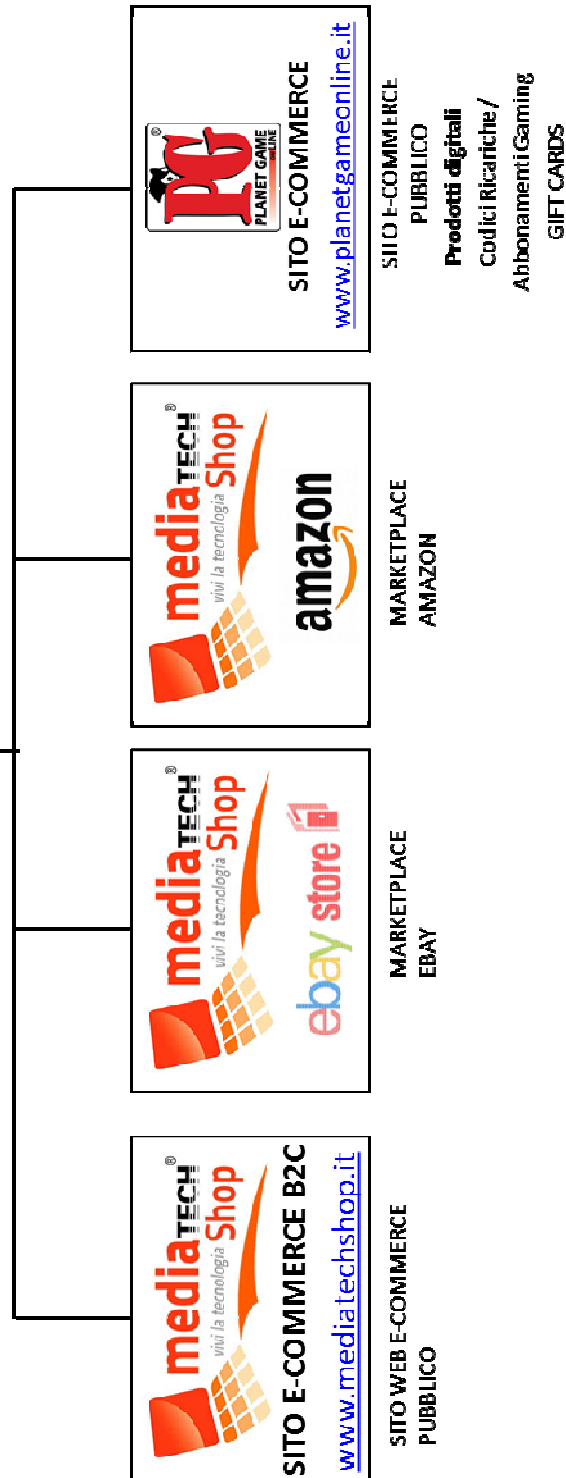 mediaTECH®
vivi la tecnologia Shop
SITO E-COMMERCE B2C
www.mediatechshop.it
SITO WEB E-COMMERCE
PUBBLICO
mediaTECH®
vivi la tecnologia Shop
ebay store
MARKETPLACE
EBAY
mediaTECH®
vivi la tecnologia Shop
amazon
MARKETPLACE
AMAZON
PG®
PLANET GAME
ONLINE
SITO E-COMMERCE
www.planetgameonline.it
SITO E-COMMERCE
PUBBLICO
Prodotti digitali
Codici Ricariche/
Abbonamenti Gaming
GIFT CARDS